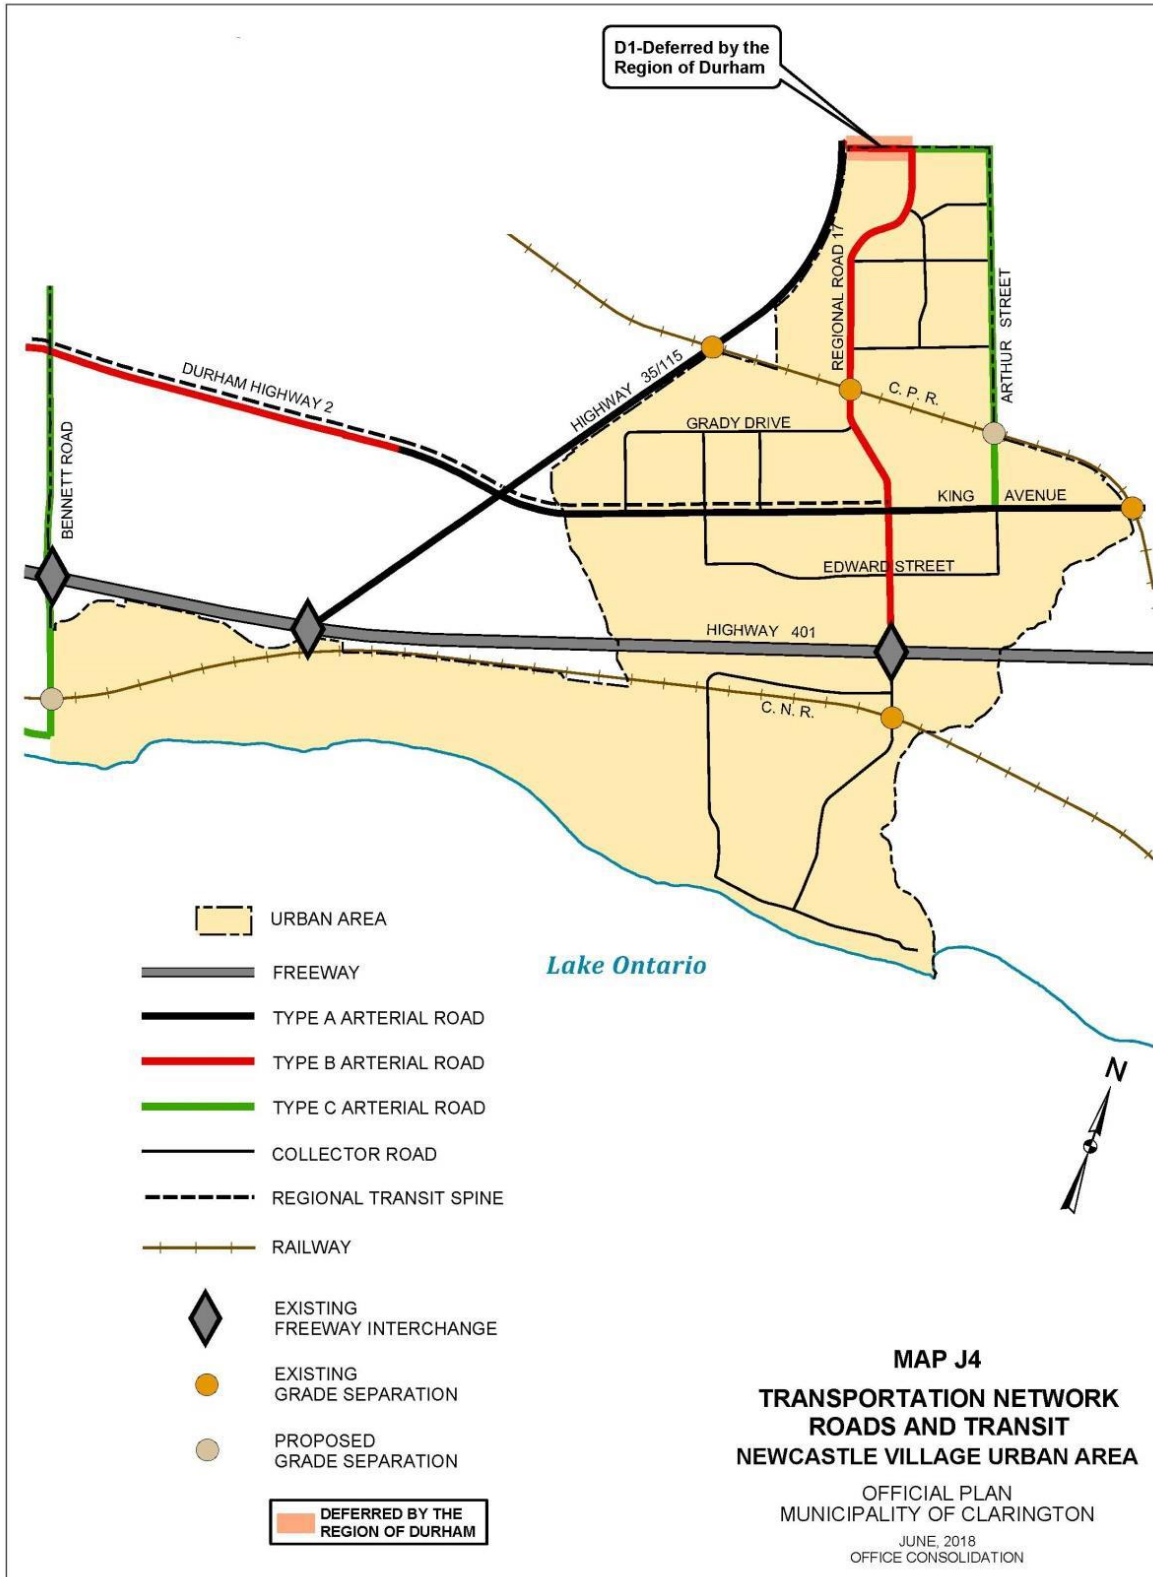 D1-Deferred by the
Region of Durham
REGIONAL ROAD 17
ARTHUR STREET
HIGHWAY 35/115
DURHAM HIGHWAY 2
C. P. R.
GRADY DRIVE
KING AVENUE
BENNETT ROAD
EDWARD STREET
HIGHWAY 401
C. N. R.
URBAN AREA
Lake Ontario
FREEWAY
TYPE A ARTERIAL ROAD
TYPE B ARTERIAL ROAD
TYPE C ARTERIAL ROAD
N
COLLECTOR ROAD
REGIONAL TRANSIT SPINE
RAILWAY
EXISTING
FREEWAY INTERCHANGE
EXISTING
GRADE SEPARATION
PROPOSED
GRADE SEPARATION
DEFERRED BY THE
REGION OF DURHAM
MAP J4
TRANSPORTATION NETWORK
ROADS AND TRANSIT
NEWCASTLE VILLAGE URBAN AREA
OFFICIAL PLAN
MUNICIPALITY OF CLARINGTON
JUNE, 2018
OFFICE CONSOLIDATION